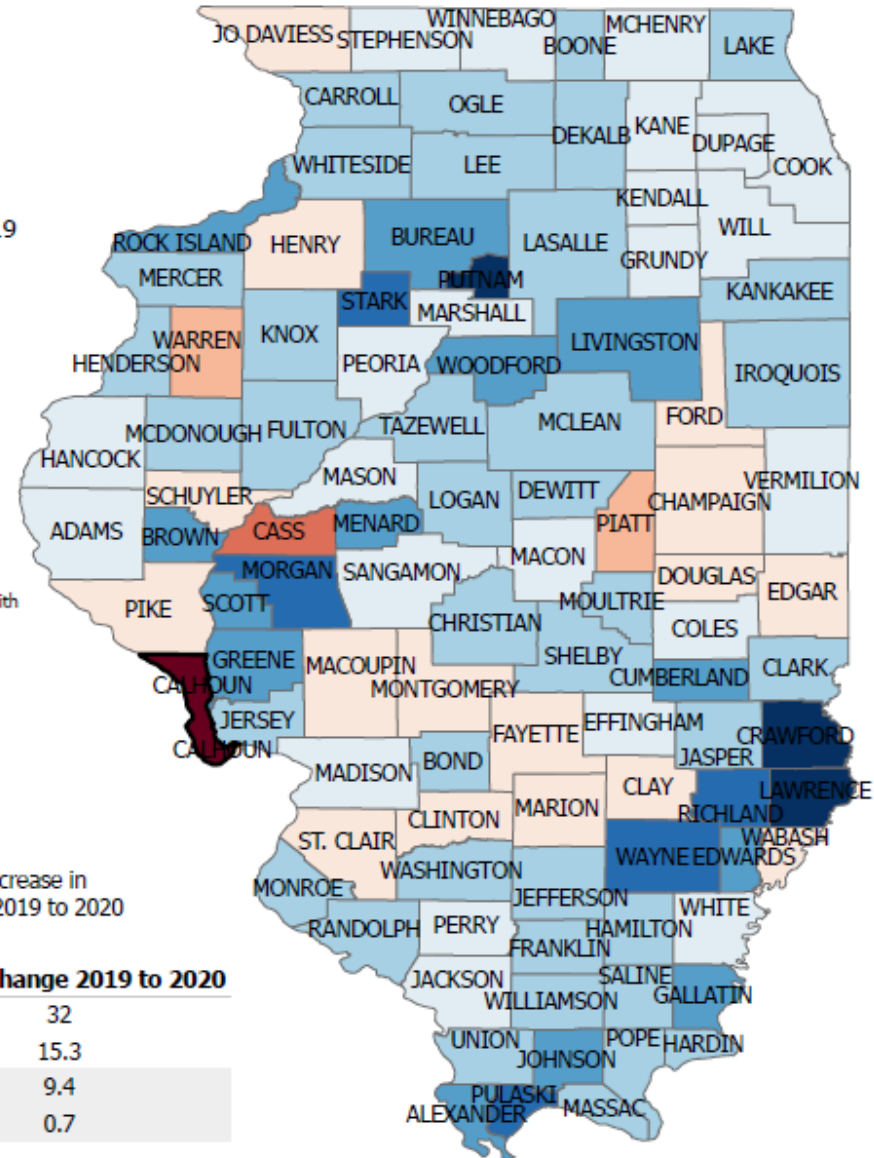 JO DAVIESS
STEPHENSON
WINNEBAGO
BOONE
MCHENRY
LAKE
CARROLL
OGLE
DEKALB
KANE
DUPAGE
COOK
WHITESIDE
LEE
KENDALL
19
ROCK ISLAND
HENRY
BUREAU
LASALLE
WILL
GRUNDY
MERCER
PUTNAM
KANKAKEE
STARK
MARSHALL
WARREN
KNOX
LIVINGSTON
HENDERSON
PEORIA
WOODFORD
IROQUOIS
FORD
MCDONOUGH
FULTON
TAZEWELL
MCLEAN
HANCOCK
MASON
VERMILION
SCHUYLER
LOGAN
DEWITT
CHAMPAIGN
ADAMS
BROWN
CASS
MENARD
PIATT
MACON
MORGAN
SANGAMON
DOUGLAS
EDGAR
ith
PIKE
SCOTT
MOULTRIE
CHRISTIAN
COLES
GREENE
MACOUPIN
SHELBY
CLARK
CALHOUN
MONTGOMERY
CUMBERLAND
JERSEY
EFFINGHAM
FAYETTE
CRAWFORD
CALHOUN
JASPER
MADISON
BOND
CLAY
LAWRENCE
MARION
RICHLAND
CLINTON
WABASH
ST. CLAIR
WAYNE
EDWARDS
WASHINGTON
crease in
MONROE
JEFFERSON
2019 to 2020
WHITE
RANDOLPH
PERRY
HAMILTON
FRANKLIN
hange 2019 to 2020
JACKSON
SALINE
GALLATIN
WILLIAMSON
32
UNION
POPE
HARDIN
15.3
JOHNSON
9.4
PULASKI
ALEXANDER
MASSAC
0.7